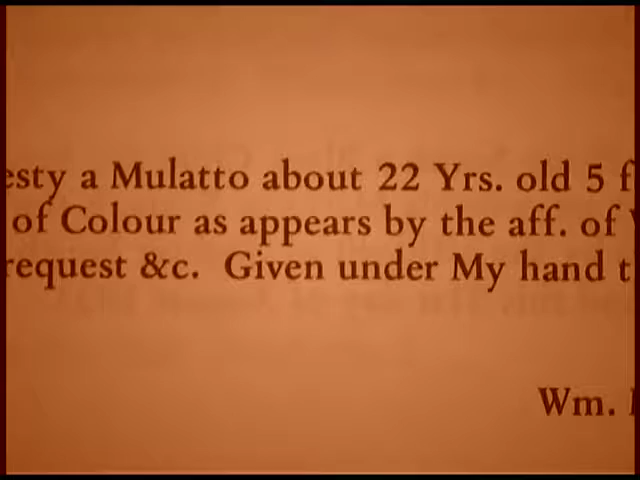 esty a Mulatto about 22 Yrs. old 5 f
of Colour as appears by the aff. of
request &c. Given under My hand t
Wm.